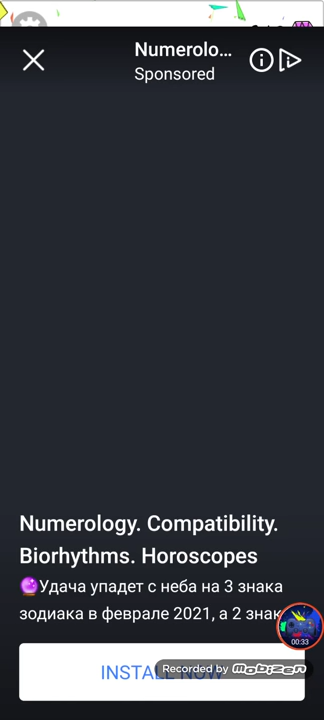 Numerolo...
Sponsored
Numerology. Compatibility.
Biorhythms. Horoscopes
🔮Удача упадет с неба на 3 знака
зодиака в феврале 2021, а 2 знак
INSTALL NOW
Recorded by MOBIZEN
00:33